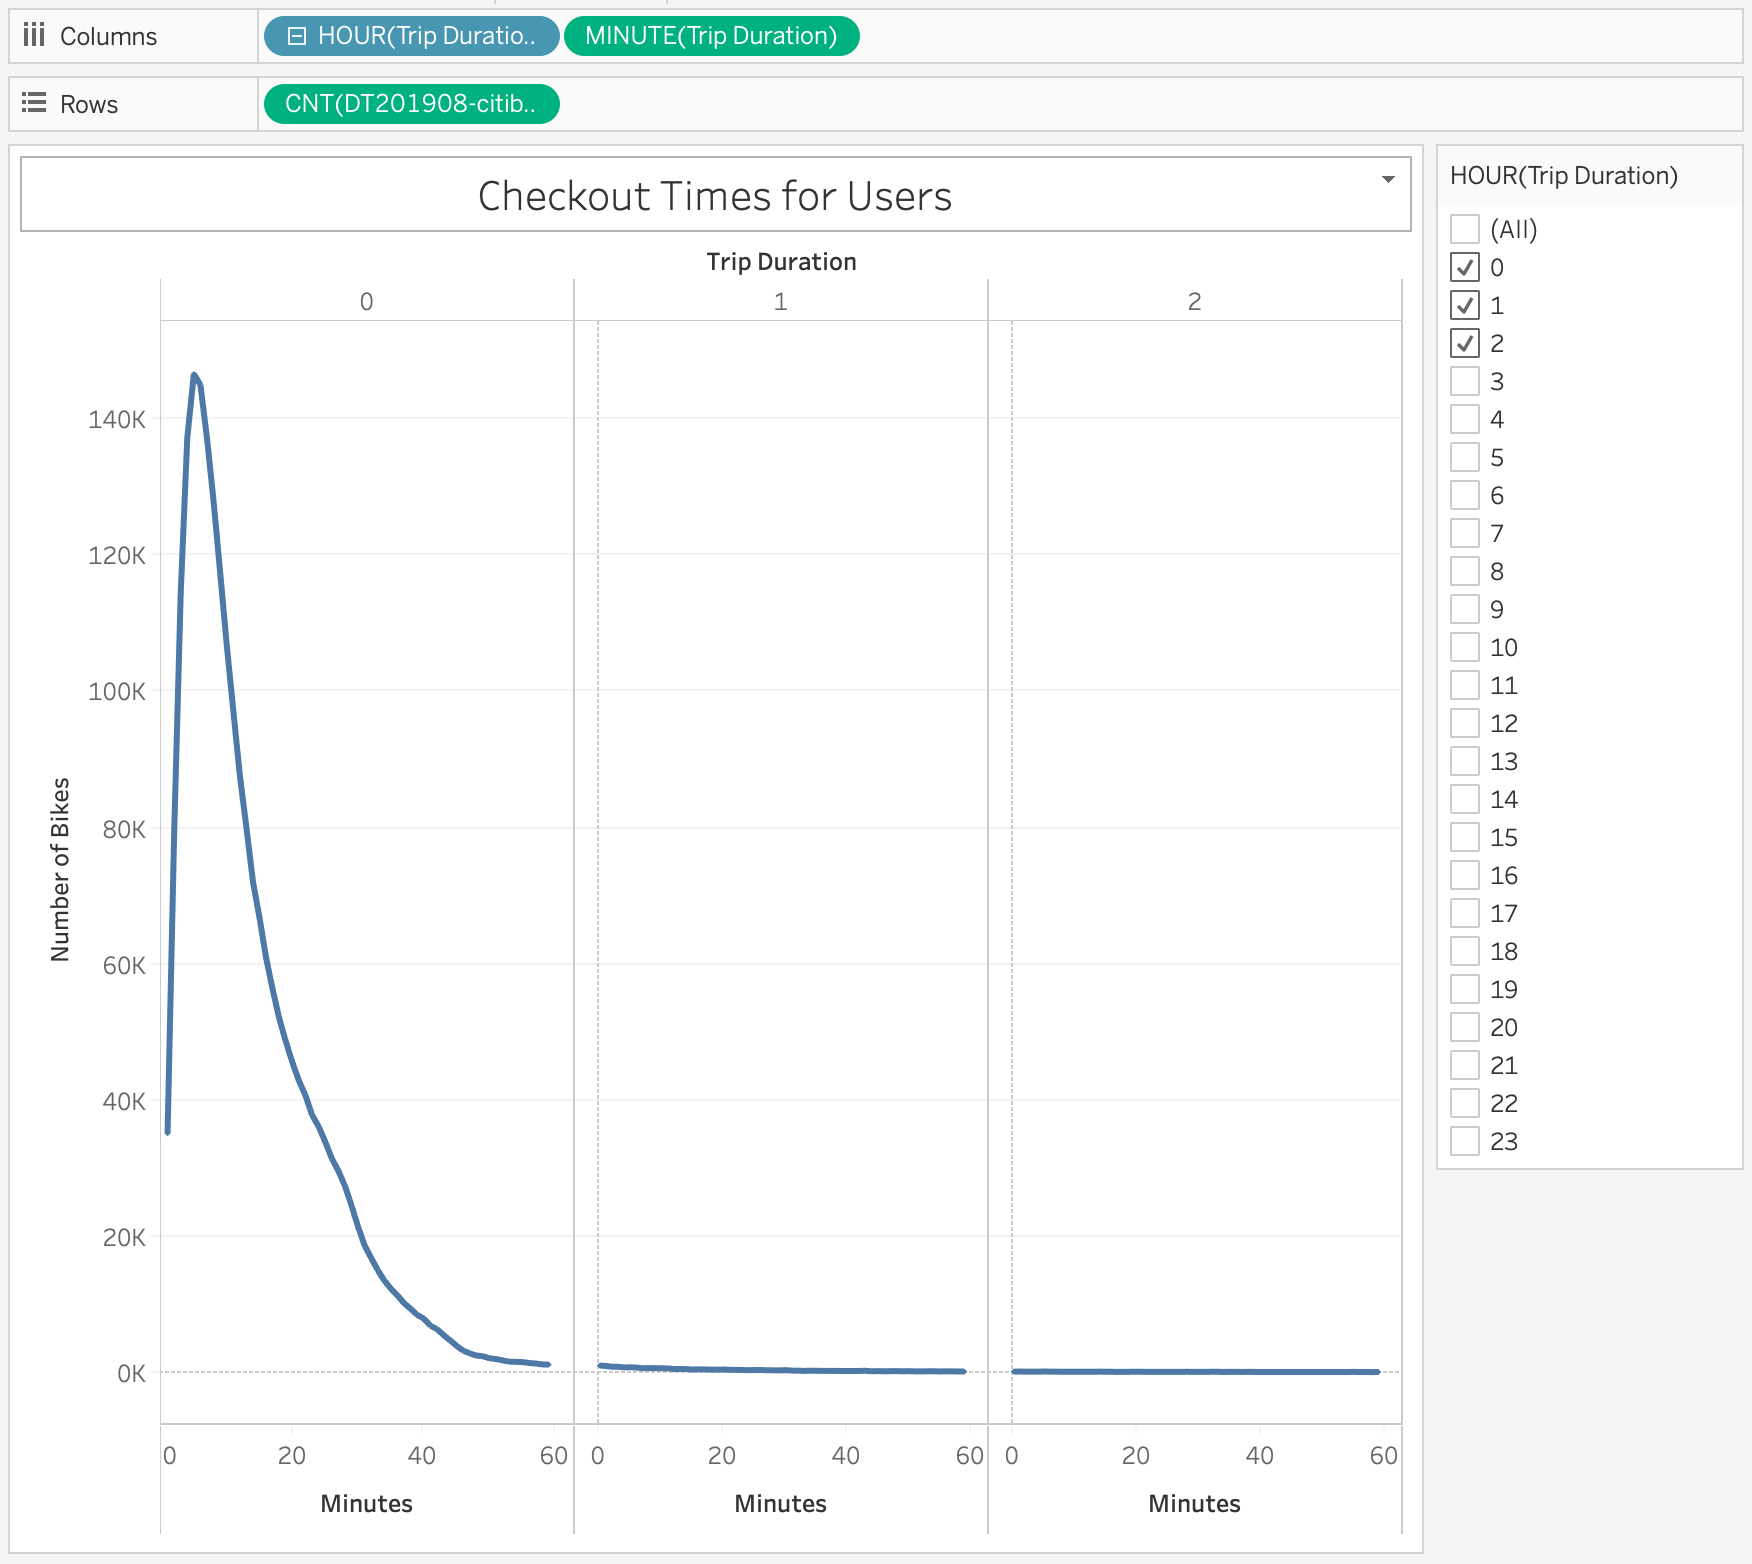 Columns
HOUR(Trip Duratio..
MINUTE(Trip Duration)
Rows
CNT(DT201908-citib..
Checkout Times for Users
Trip Duration
0 1 2
140K
120K
100K
80K
60K
40K
20K
0K
Number of Bikes
0 20 40 60 0 20 40 60 0 20 40 60
Minutes Minutes Minutes
HOUR(Trip Duration)
(All)
0
1
2
3
4
5
6
7
8
9
10
11
12
13
14
15
16
17
18
19
20
21
22
23